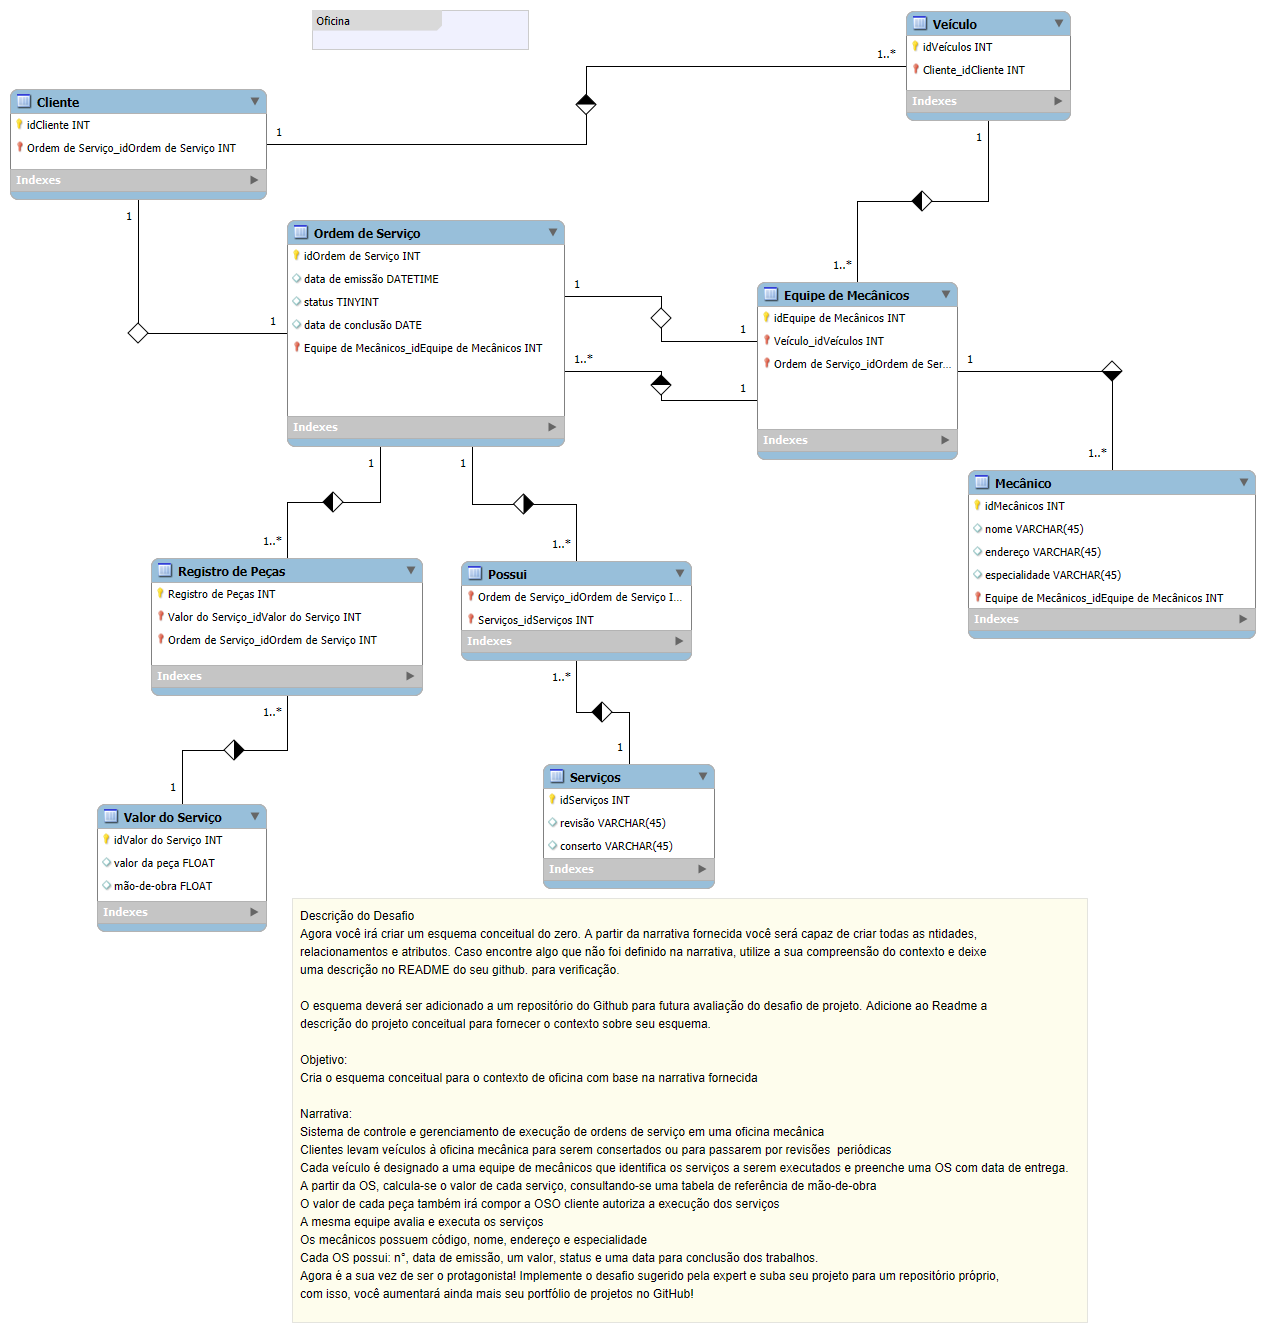 Oficina
Veículo
idVeículos INT
Cliente_idCliente INT
Indexes
1..*
1
Cliente
idCliente INT
Ordem de Serviço_idOrdem de Serviço INT
Indexes
1
1
Ordem de Serviço
idOrdem de Serviço INT
data de emissão DATETIME
status TINYINT
data de conclusão DATE
Equipe de Mecânicos_idEquipe de Mecânicos INT
Indexes
1
1
1..*
1
1
1..*
Equipe de Mecânicos
idEquipe de Mecânicos INT
Veículo_idVeículos INT
Ordem de Serviço_idOrdem de Ser...
Indexes
1
1..*
Mecânico
idMecânicos INT
nome VARCHAR(45)
endereço VARCHAR(45)
especialidade VARCHAR(45)
Equipe de Mecânicos_idEquipe de Mecânicos INT
Indexes
1
1
1..*
1..*
Registro de Peças
Registro de Peças INT
Valor do Serviço_idValor do Serviço INT
Ordem de Serviço_idOrdem de Serviço INT
Indexes
Possui
Ordem de Serviço_idOrdem de Serviço I...
Serviços_idServiços INT
Indexes
1..*
1
1..*
1
Valor do Serviço
idValor do Serviço INT
valor da peça FLOAT
mão-de-obra FLOAT
Indexes
Serviços
idServiços INT
revisão VARCHAR(45)
conserto VARCHAR(45)
Indexes
Descrição do Desafio
Agora você irá criar um esquema conceitual do zero. A partir da narrativa fornecida você será capaz de criar todas as ntidades,
relacionamentos e atributos. Caso encontre algo que não foi definido na narrativa, utilize a sua compreensão do contexto e deixe
uma descrição no README do seu github. para verificação.
O esquema deverá ser adicionado a um repositório do Github para futura avaliação do desafio de projeto. Adicione ao Readme a
descrição do projeto conceitual para fornecer o contexto sobre seu esquema.
Objetivo:
Cria o esquema conceitual para o contexto de oficina com base na narrativa fornecida
Narrativa:
Sistema de controle e gerenciamento de execução de ordens de serviço em uma oficina mecânica
Clientes levam veículos à oficina mecânica para serem consertados ou para passarem por revisões  periódicas
Cada veículo é designado a uma equipe de mecânicos que identifica os serviços a serem executados e preenche uma OS com data de entrega.
A partir da OS, calcula-se o valor de cada serviço, consultando-se uma tabela de referência de mão-de-obra
O valor de cada peça também irá compor a OSO cliente autoriza a execução dos serviços
A mesma equipe avalia e executa os serviços
Os mecânicos possuem código, nome, endereço e especialidade
Cada OS possui: n°, data de emissão, um valor, status e uma data para conclusão dos trabalhos.
Agora é a sua vez de ser o protagonista! Implemente o desafio sugerido pela expert e suba seu projeto para um repositório próprio,
com isso, você aumentará ainda mais seu portfólio de projetos no GitHub!